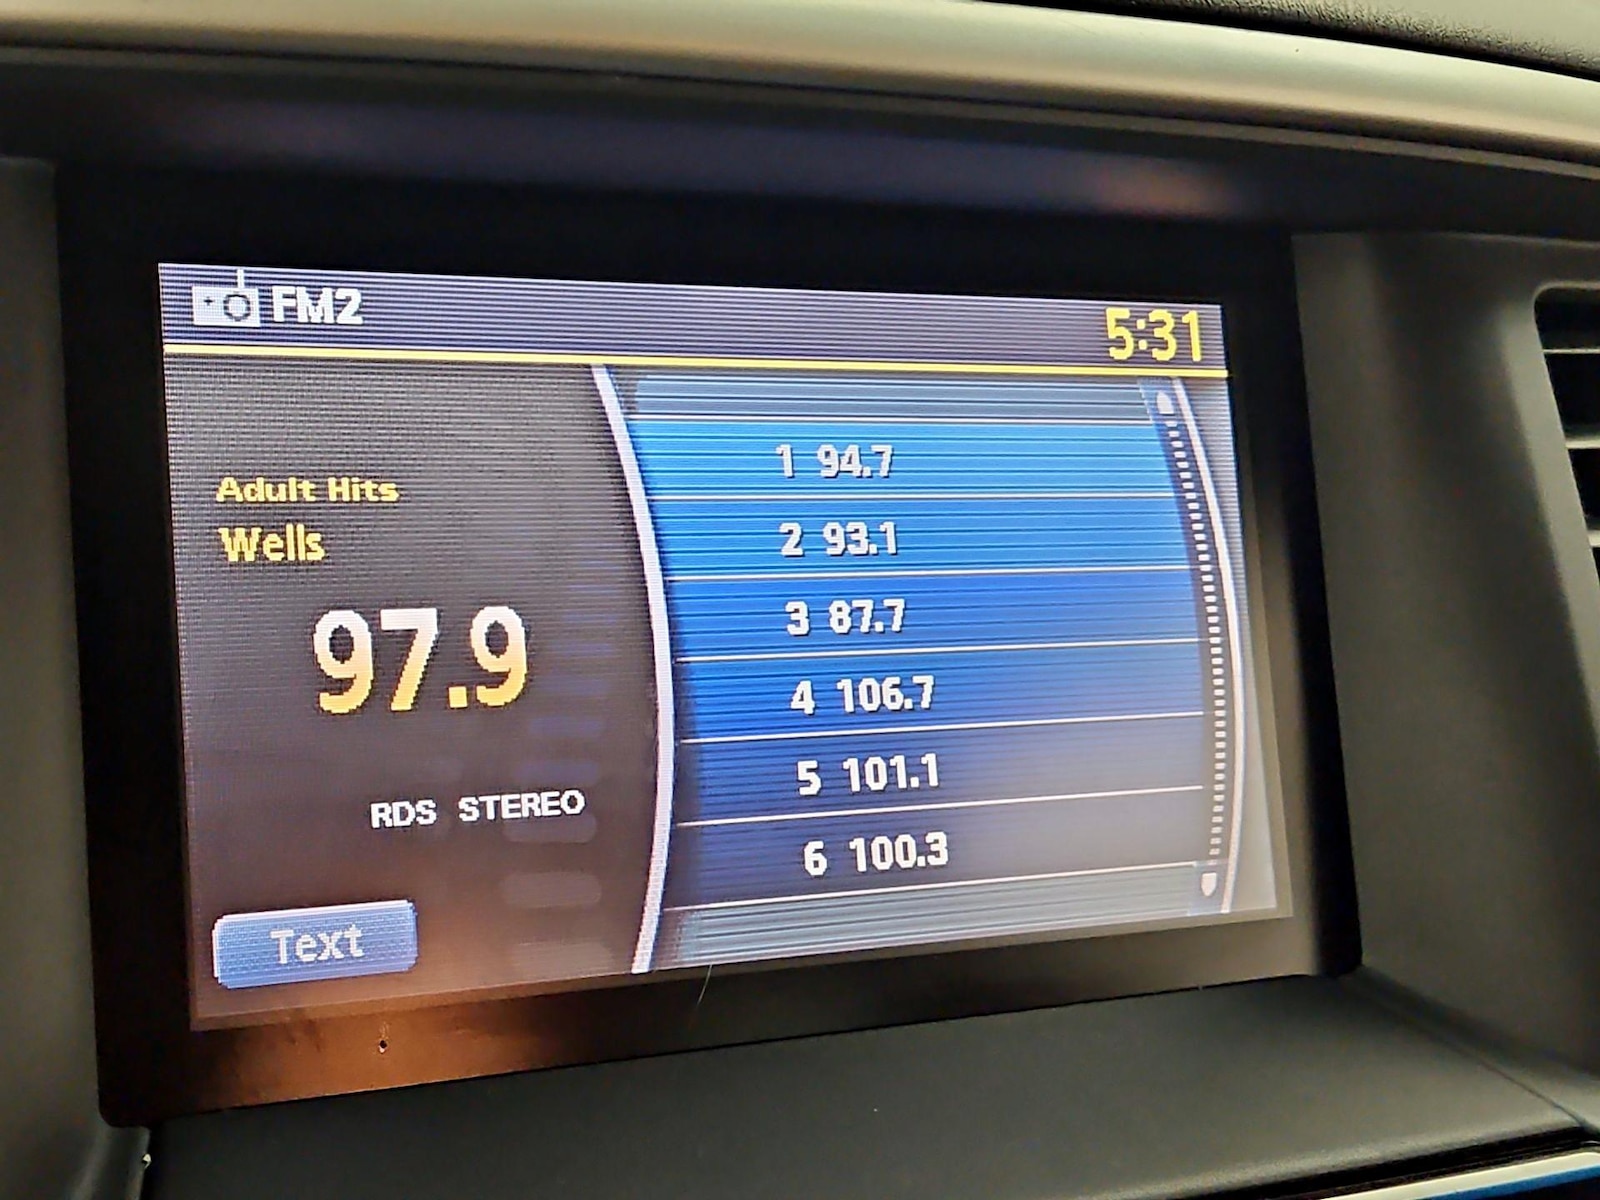 FM2
5:31
Adult Hits
Wells
97.9
RDS STEREO
Text
1 94.7
2 93.1
3 87.7
4 106.7
5 101.1
6 100.3